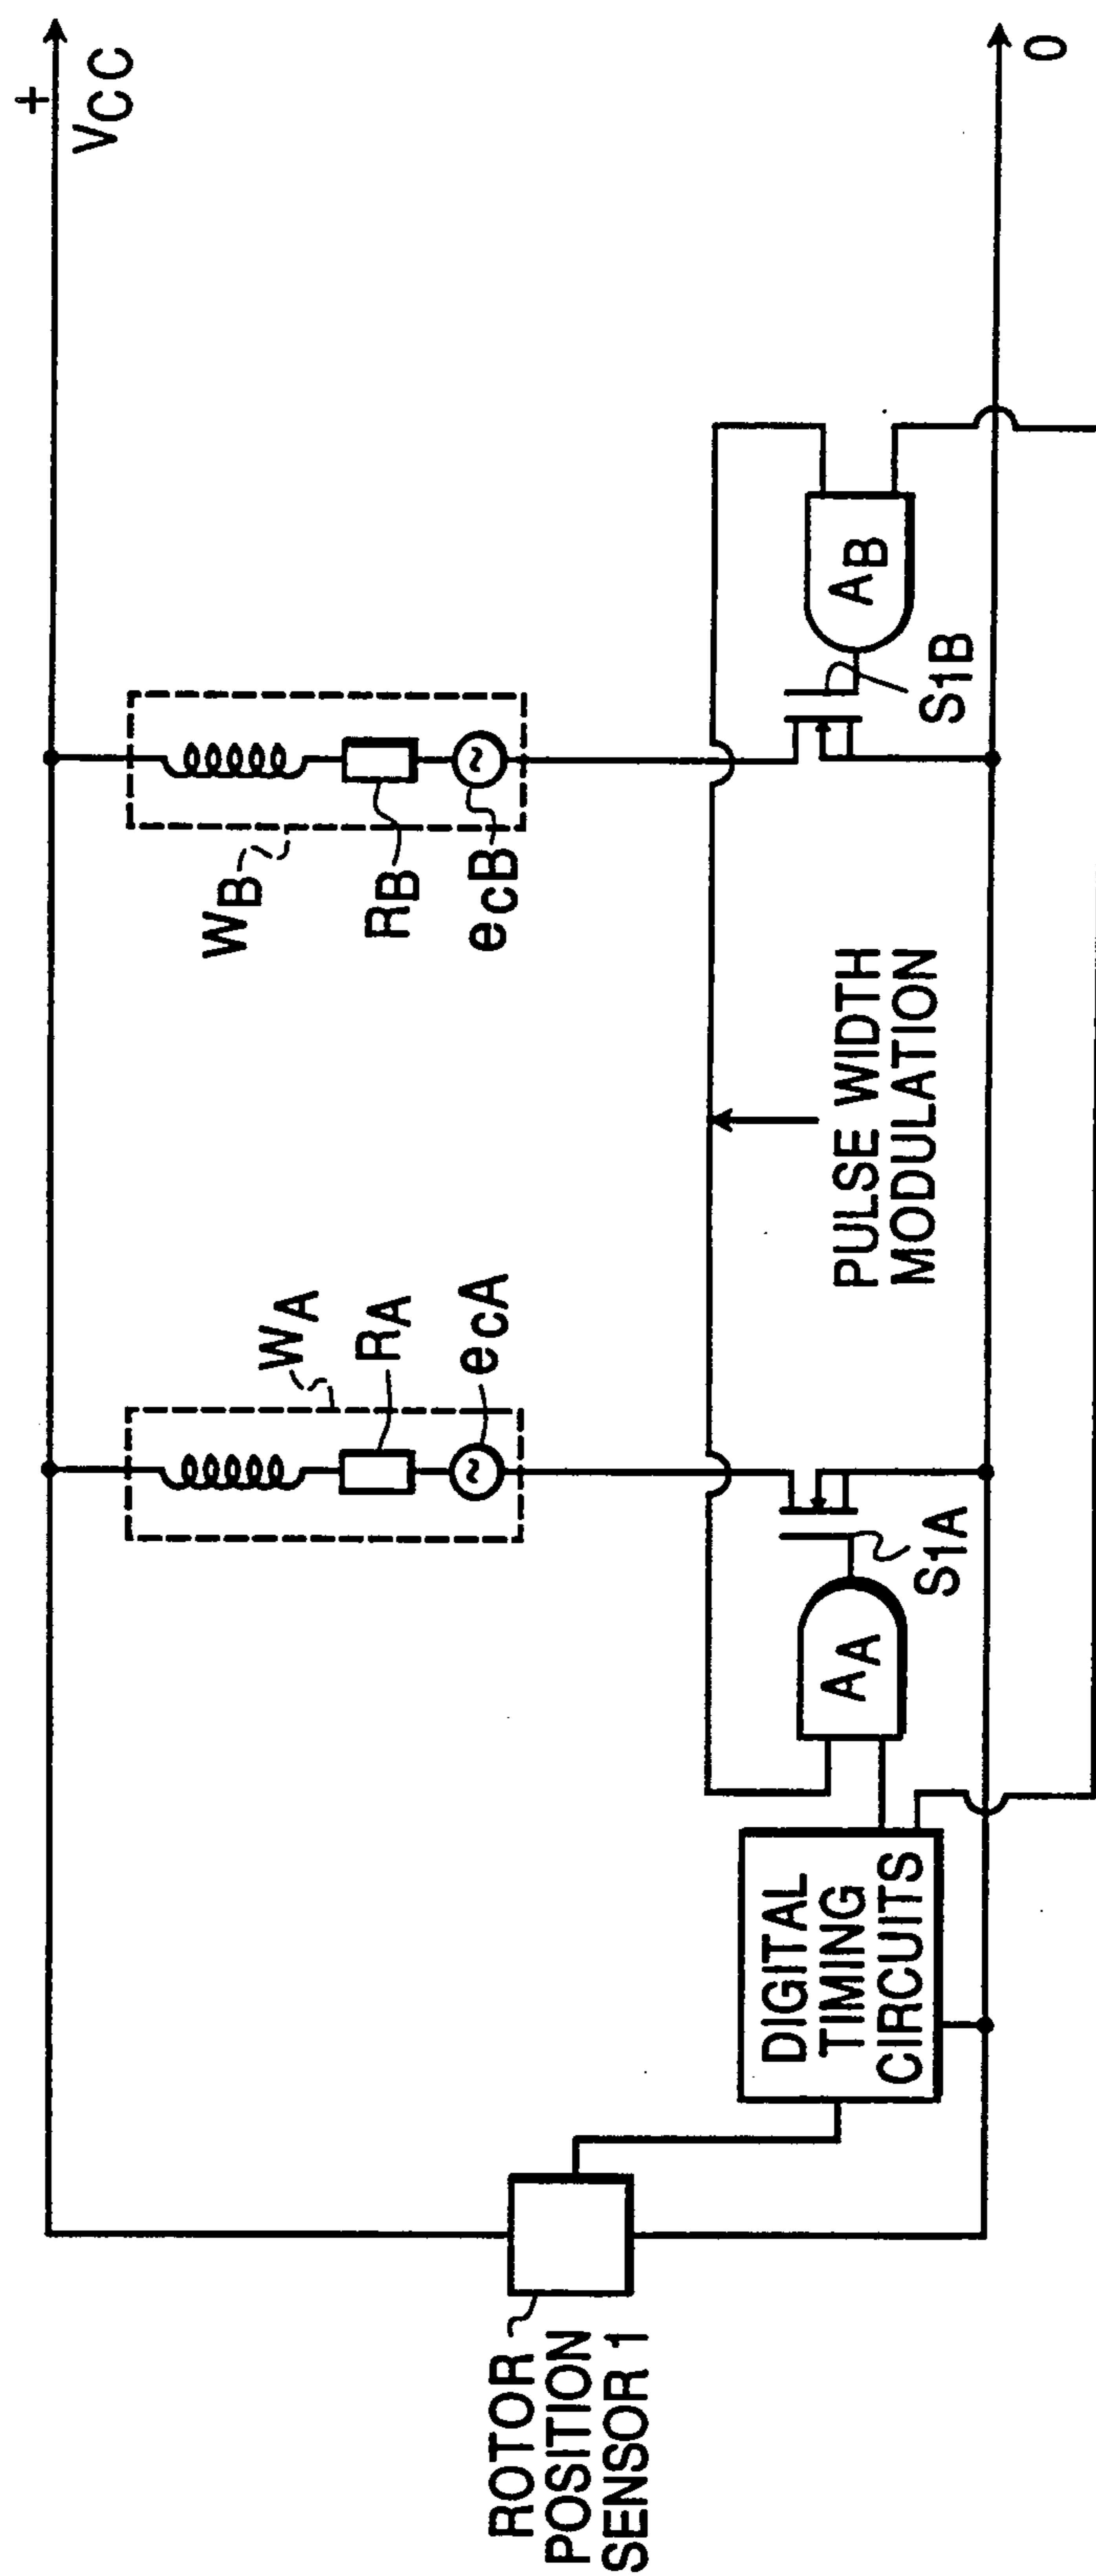 +
VCC
WA
RA
ecA
WB
RB
ecB
ROTOR
POSITION
SENSOR 1
DIGITAL
TIMING
CIRCUITS
AA
S1A
PULSE WIDTH
MODULATION
AB
S1B
0